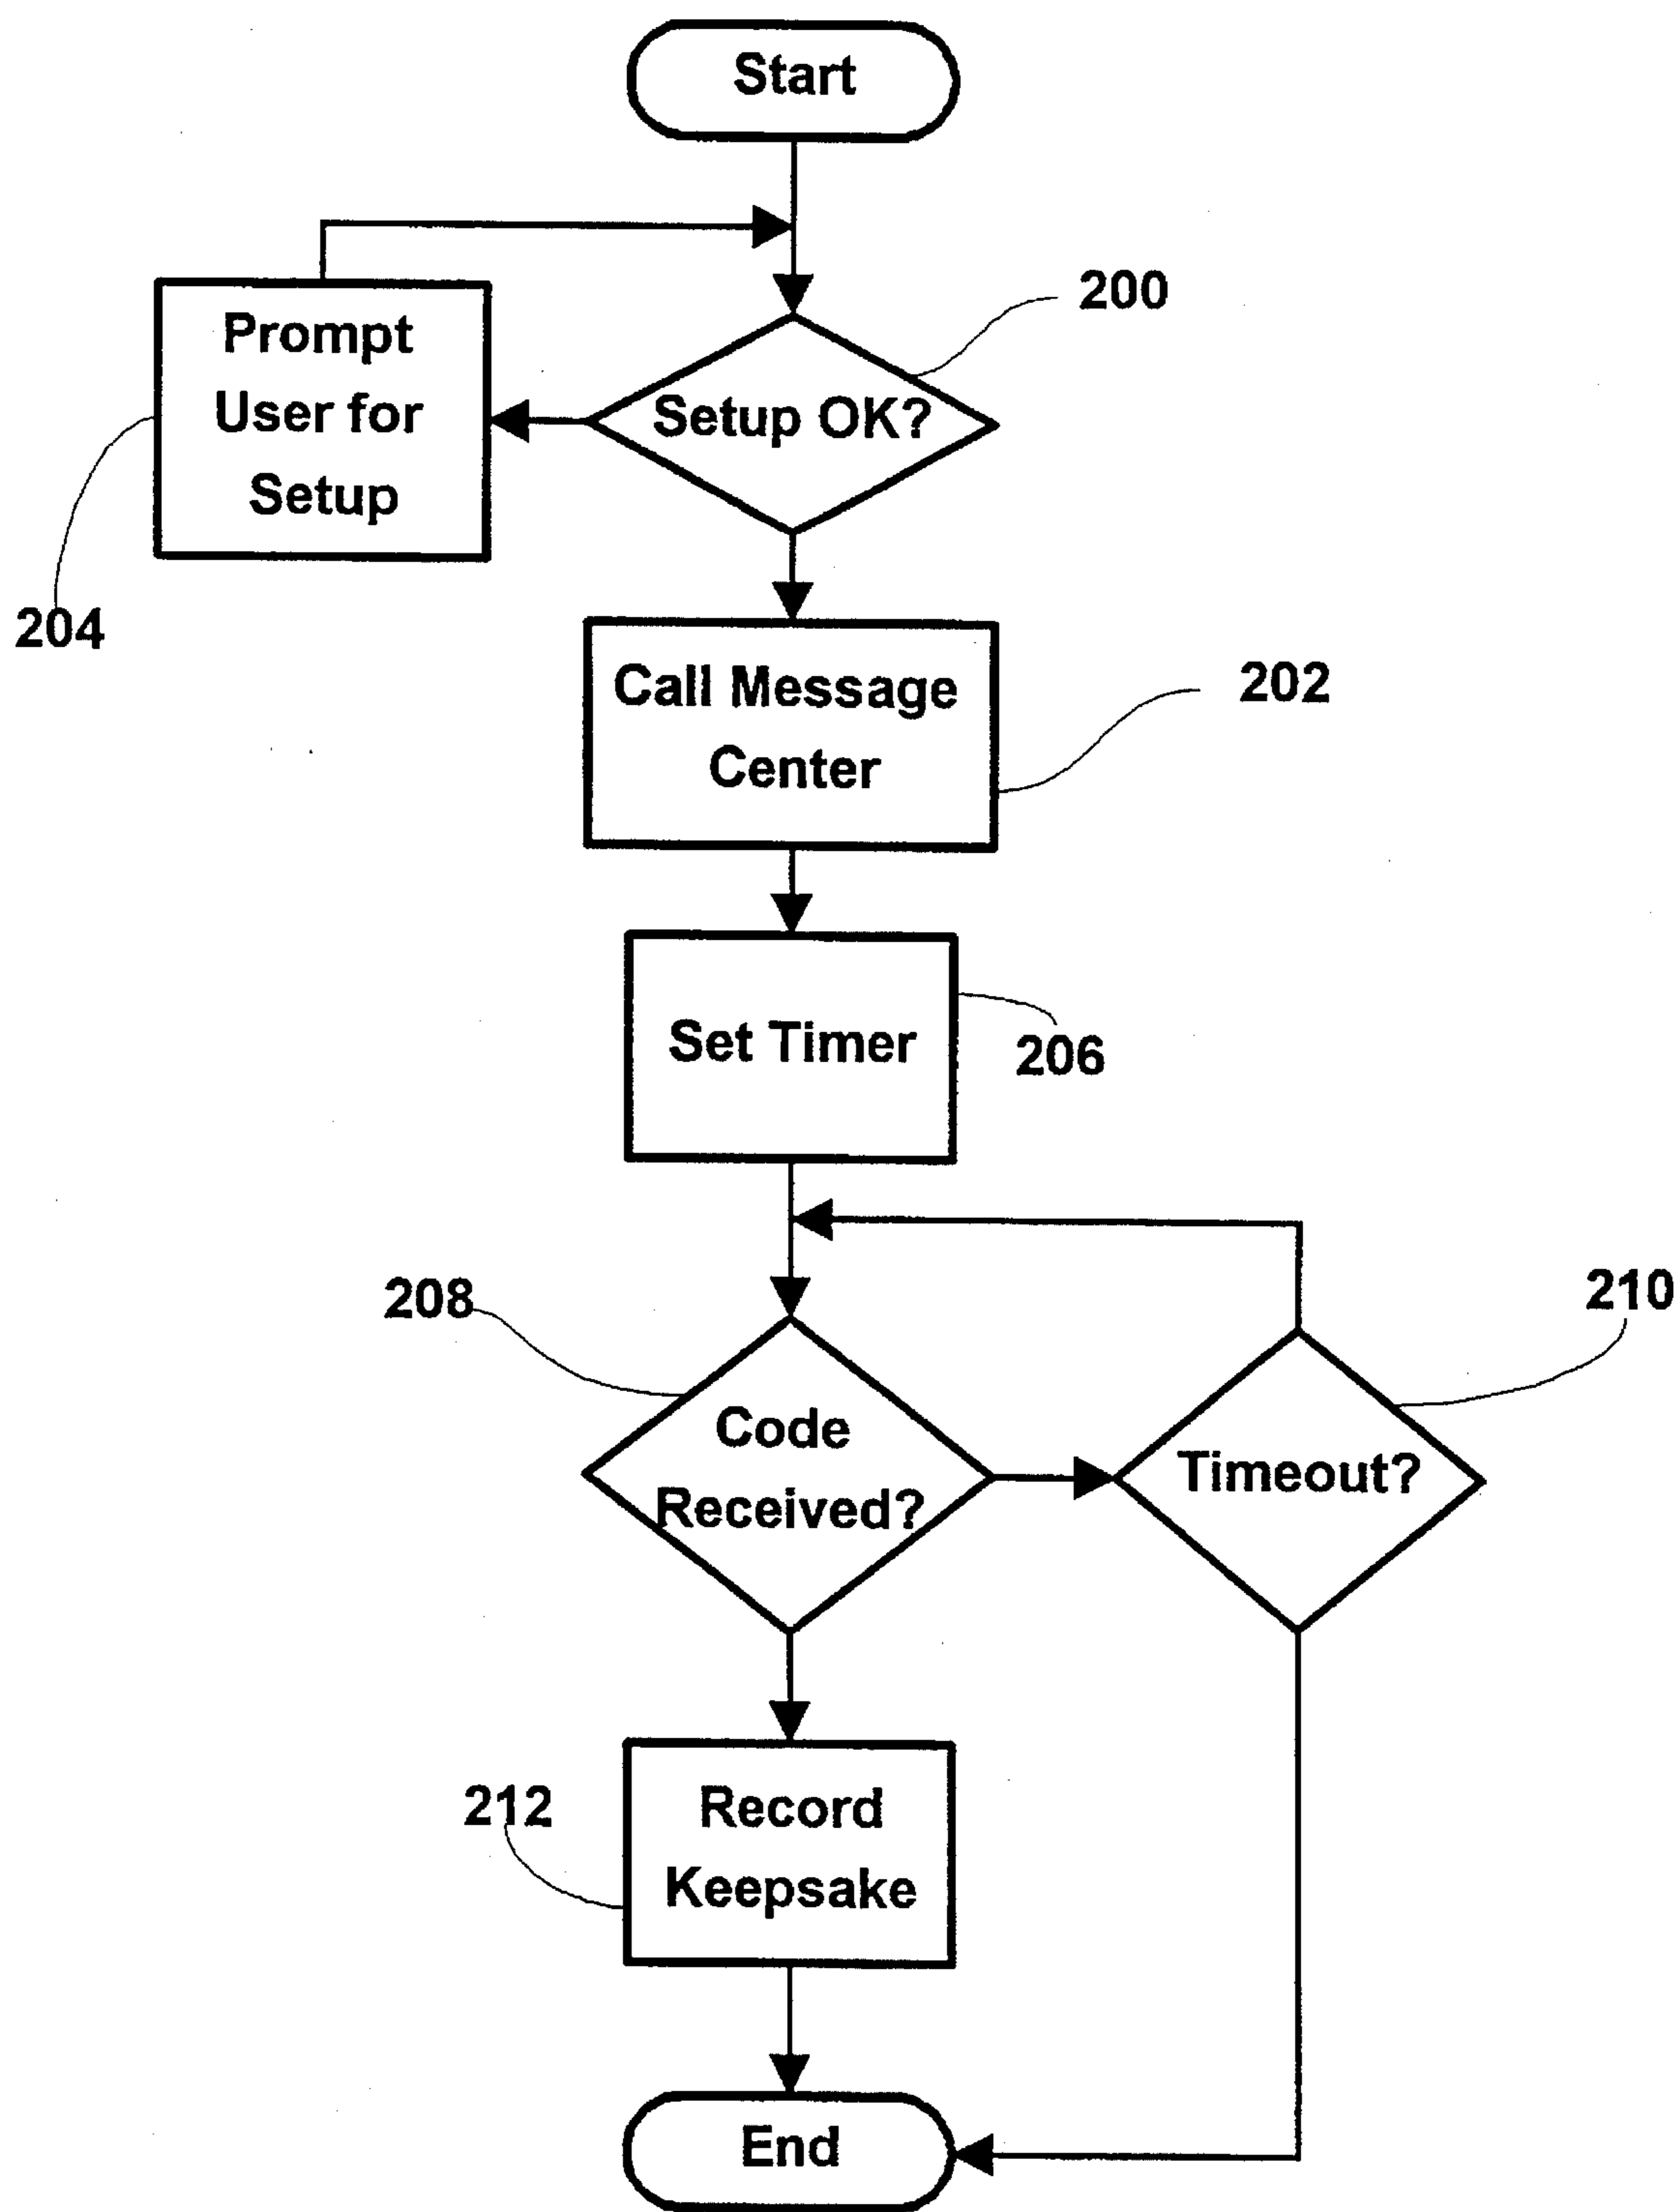 Start
200
Prompt
User for
Setup
Setup OK?
204
Call Message
Center
202
Set Timer
206
208
210
Code
Received?
Timeout?
212
Record
Keepsake
End